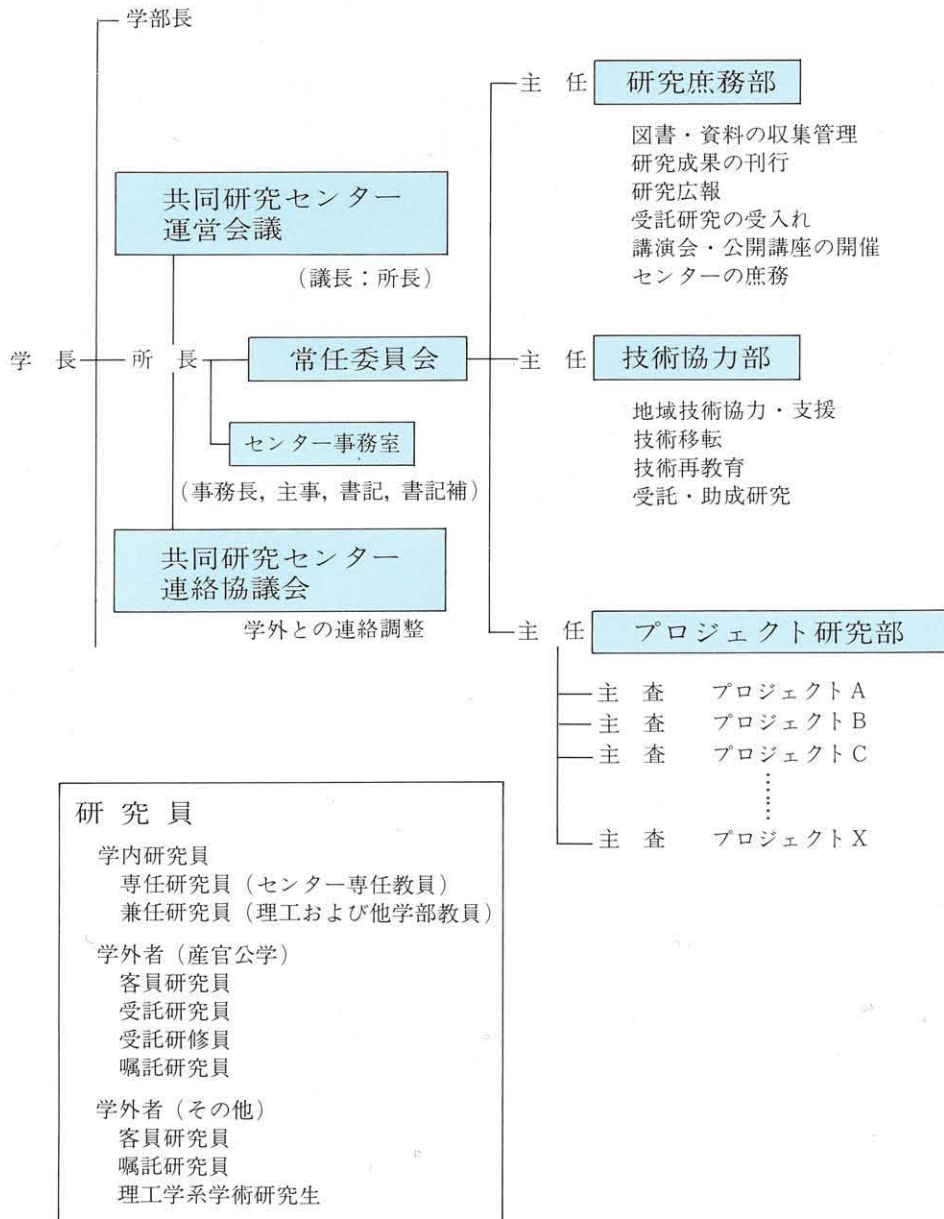 学部長
共同研究センター
運営会議
(議長：所長)
学長
所長
常任委員会
センター事務室
(事務長, 主事, 書記, 書記補)
共同研究センター
連絡協議会
学外との連絡調整
主任 研究庶務部
図書・資料の収集管理
研究成果の刊行
研究広報
受託研究の受入れ
講演会・公開講座の開催
センターの庶務
主任 技術協力部
地域技術協力・支援
技術移転
技術再教育
受託・助成研究
主任 プロジェクト研究部
主査 プロジェクトA
主査 プロジェクトB
主査 プロジェクトC
主査 プロジェクトX
研究員
学内研究員
専任研究員 (センター専任教員)
兼任研究員 (理工および他学部教員)
学外者 (産官公学)
客員研究員
受託研究員
受託研修員
嘱託研究員
学外者 (その他)
客員研究員
嘱託研究員
理工学系学術研究生